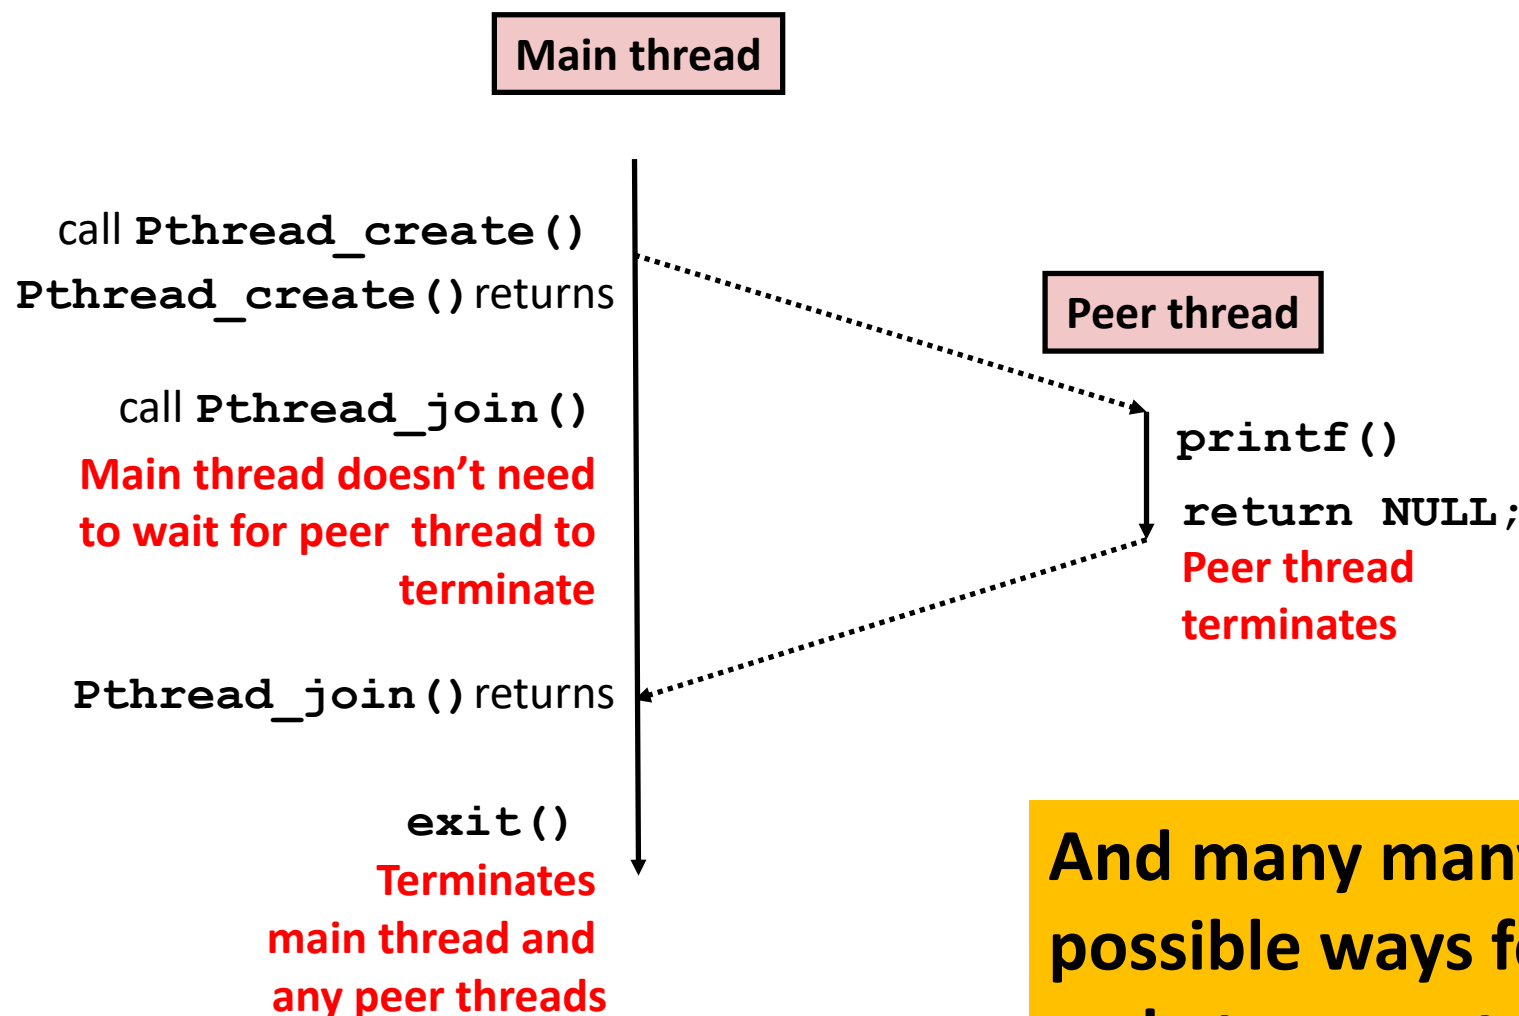 Main thread
call Pthread_create()
Pthread_create() returns
Peer thread
call Pthread_join()
Main thread doesn't need
to wait for peer thread to
terminate
printf()
return NULL;
Peer thread
terminates
Pthread_join() returns
exit()
Terminates
main thread and
any peer threads
And many many
possible ways